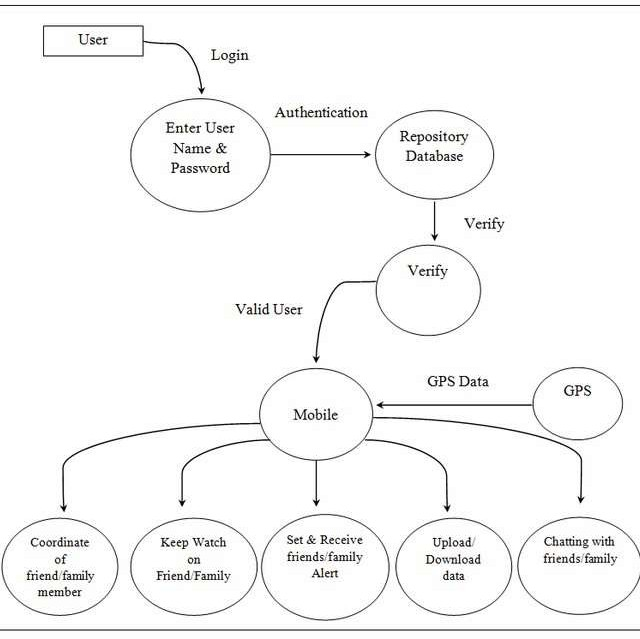 User
Login
Enter User
Name &
Password
Authentication
Repository
Database
Verify
Verify
Valid User
Mobile
GPS Data
GPS
Coordinate
of
friend/family
member
Keep Watch
on
Friend/Family
Set & Receive
friends/family
Alert
Upload/
Download
data
Chatting with
friends/family